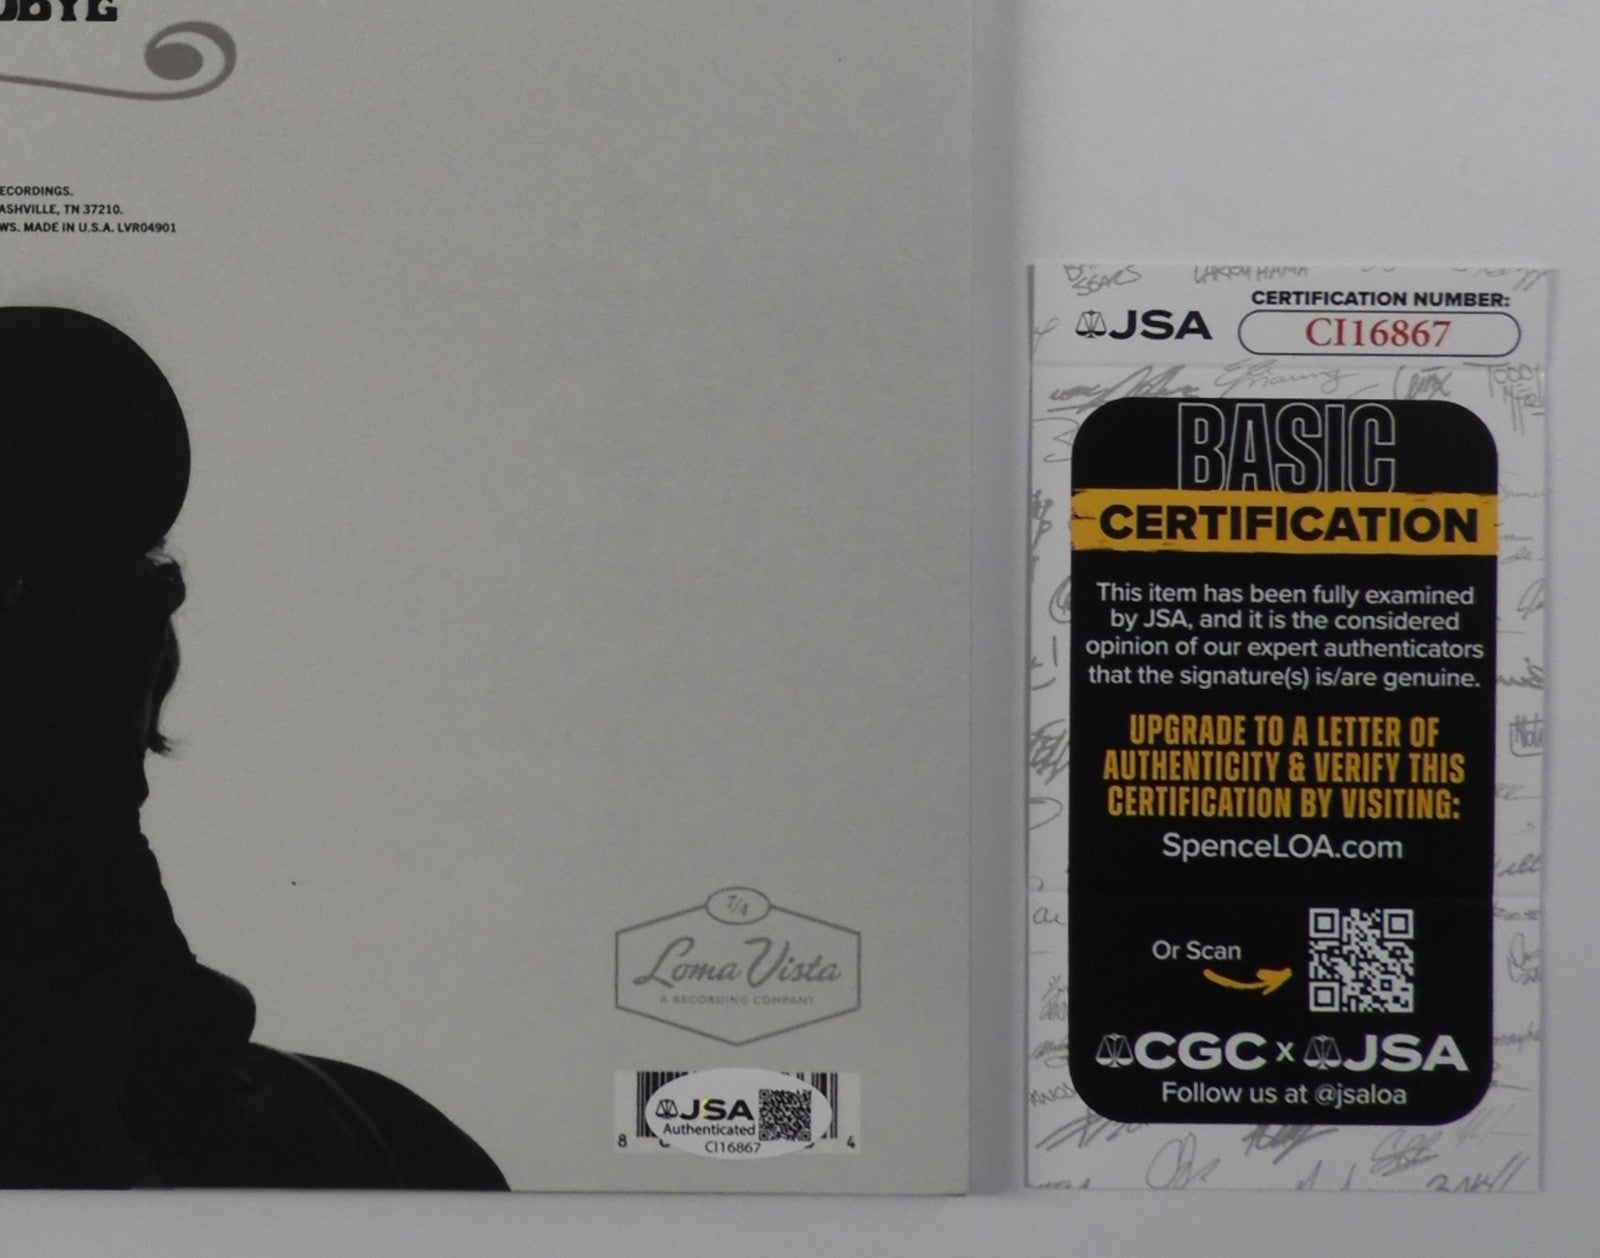 ECORDINGS.
ASHVILLE, TN 37210.
WS. MADE IN U.S.A. LVR04901
Loma Vista
A RECORDING COMPANY
JSA
Authenticated
CI16867
8
4
JSA
CERTIFICATION NUMBER:
CI16867
BASIC
CERTIFICATION
This item has been fully examined
by JSA, and it is the considered
opinion of our expert authenticators
that the signature(s) is/are genuine.
UPGRADE TO A LETTER OF
AUTHENTICITY & VERIFY THIS
CERTIFICATION BY VISITING:
SpenceLOA.com
Or Scan
CGC x JSA
Follow us at @jsaloa